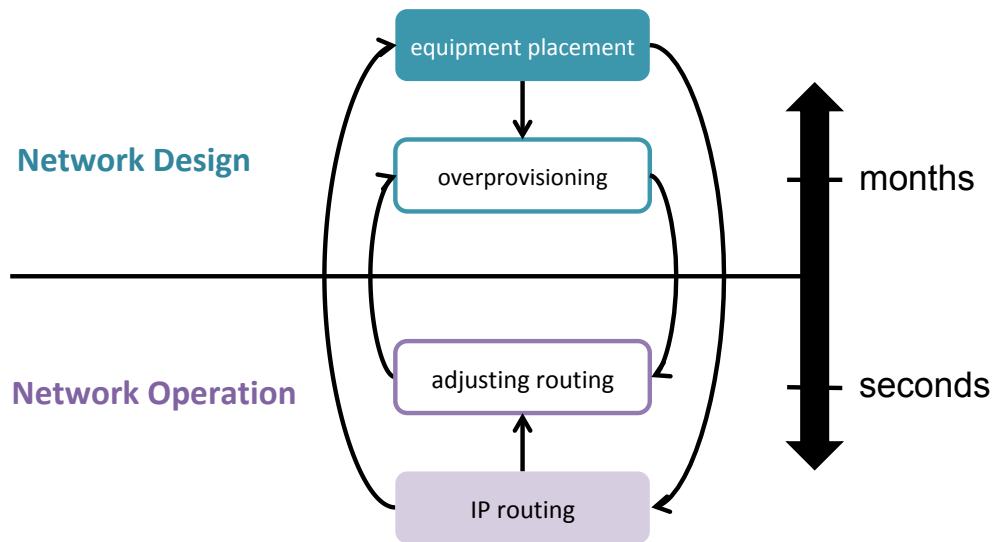 equipment placement
Network Design
overprovisioning
months
adjusting routing
Network Operation
seconds
IP routing